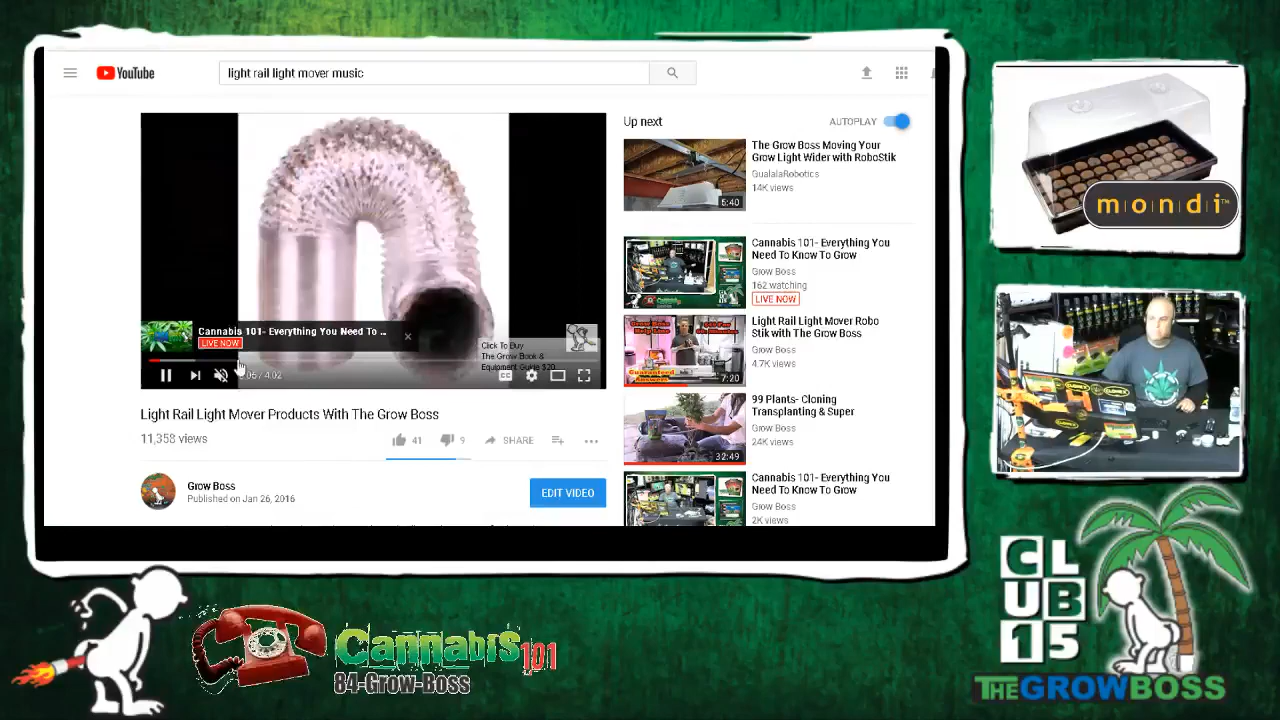 YouTube
light rail light mover music
Cannabis 101- Everything You Need To ...
LIVE NOW
Click To Buy
The Grow Book &
Equipment Guide 3.20
/ 4:02
Light Rail Light Mover Products With The Grow Boss
11,358 views
41
9
SHARE
Grow Boss
Published on Jan 26, 2016
EDIT VIDEO
Up next
AUTOPLAY
The Grow Boss Moving Your
Grow Light Wider with RoboStik
GualalaRobotics
14K views
5:40
Cannabis 101- Everything You
Need To Know To Grow
Grow Boss
162 watching
LIVE NOW
Light Rail Light Mover Robo
Stik with The Grow Boss
Grow Boss
4.7K views
7:20
99 Plants- Cloning
Transplanting & Super
Grow Boss
24K views
32:49
Cannabis 101- Everything You
Need To Know To Grow
Grow Boss
2K views
mondi™
Cannabis 101
84-Grow-Boss
CLUB 15
THEGROWBOSS